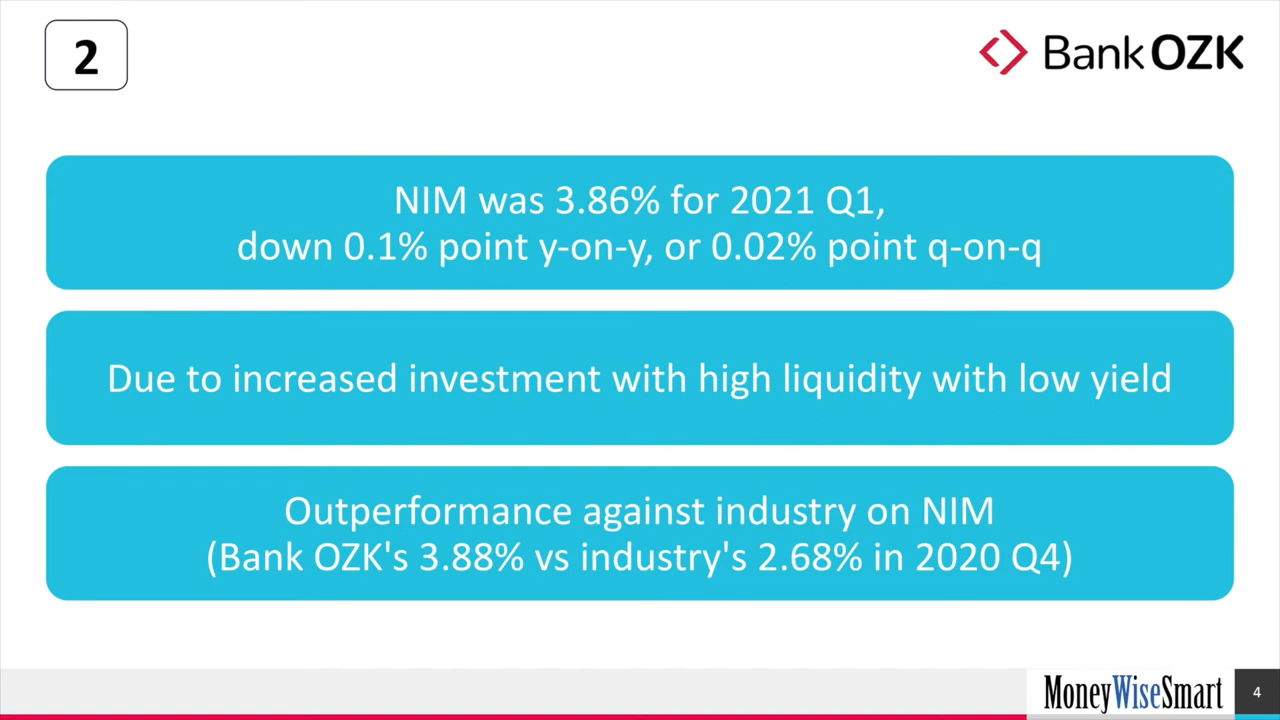 2
Bank OZK
NIM was 3.86% for 2021 Q1,
down 0.1% point y-on-y, or 0.02% point q-on-q
Due to increased investment with high liquidity with low yield
Outperformance against industry on NIM
(Bank OZK's 3.88% vs industry's 2.68% in 2020 Q4)
MoneyWiseSmart
4